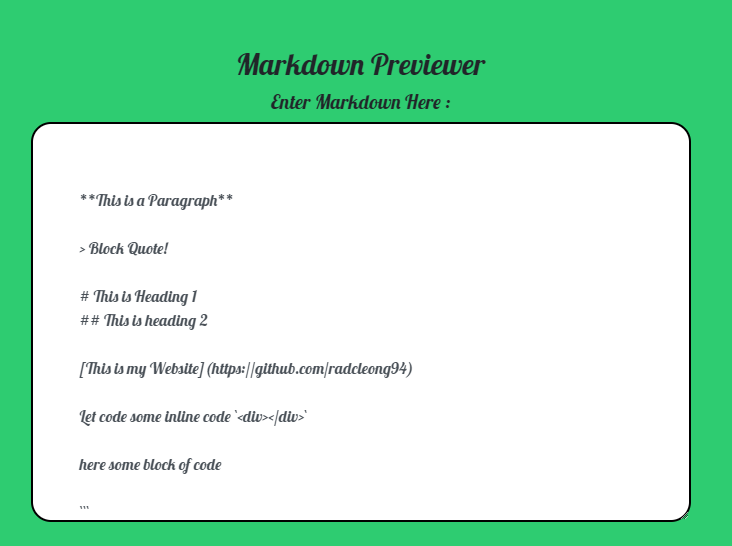 Markdown Previewer
Enter Markdown Here :
**This is a Paragraph**
> Block Quote!
# This is Heading 1
## This is heading 2
[This is my Website](https://github.com/radcleong94)
Let code some inline code `<div></div>`
here some block of code
```